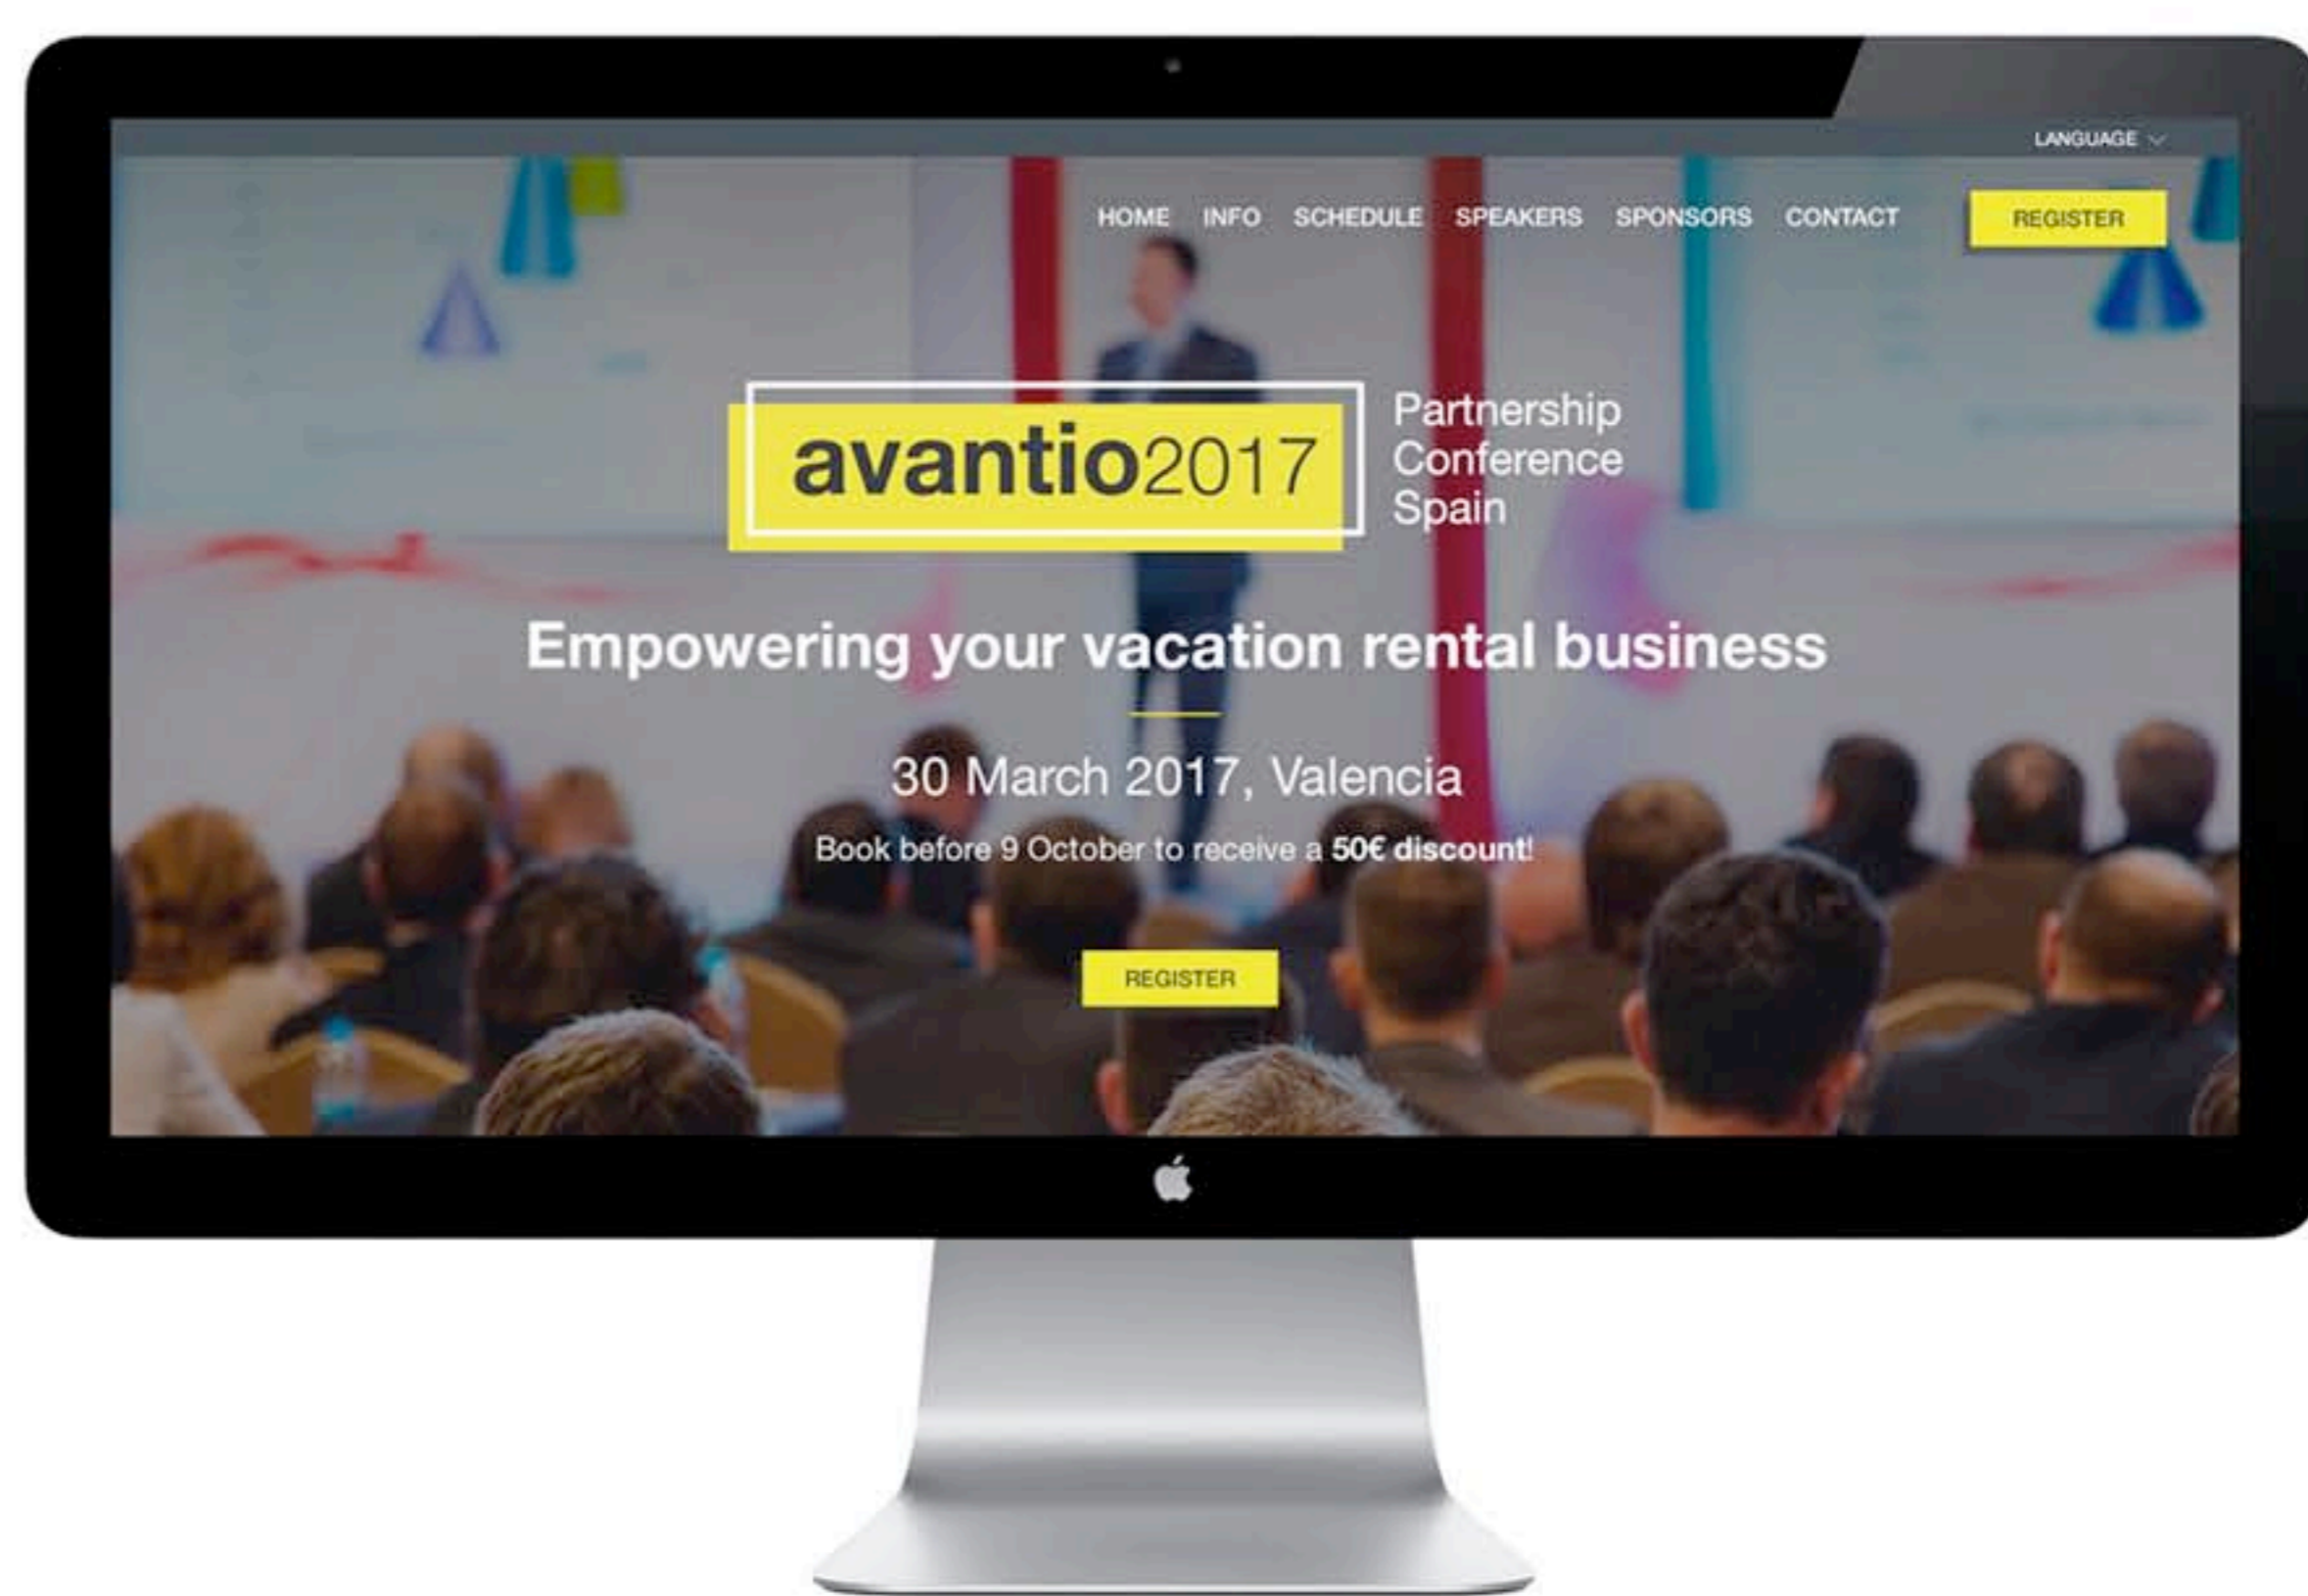 LANGUAGE
HOME INFO SCHEDULE SPEAKERS SPONSORS CONTACT REGISTER
avantio2017
Partnership
Conference
Spain
Empowering your vacation rental business
30 March 2017, Valencia
Book before 9 October to receive a 50€ discount!
REGISTER